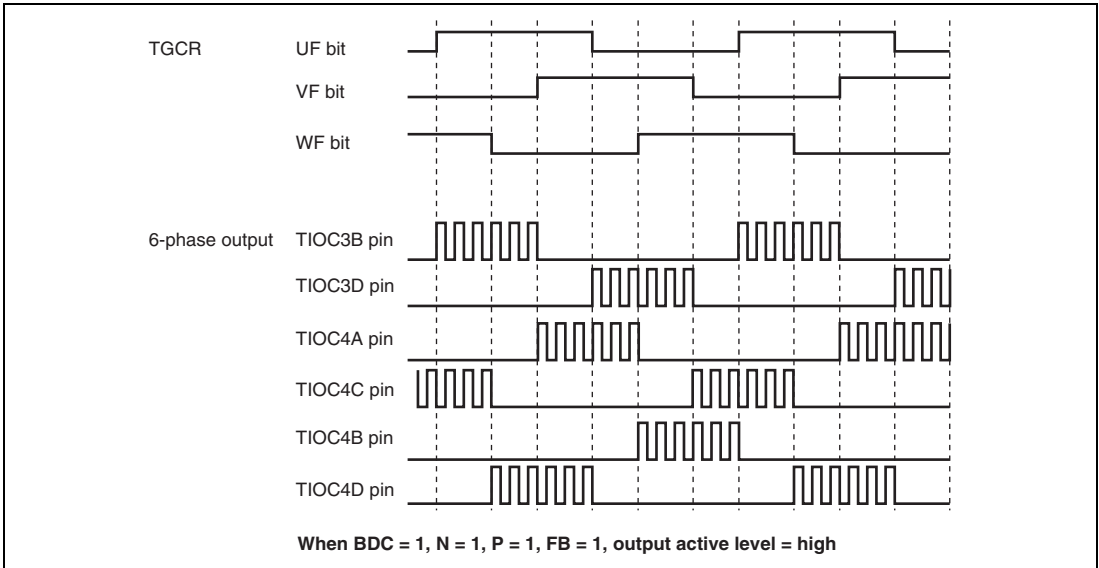 TGCR UF bit
VF bit
WF bit
6-phase output TIOC3B pin
TIOC3D pin
TIOC4A pin
TIOC4C pin
TIOC4B pin
TIOC4D pin
When BDC = 1, N = 1, P = 1, FB = 1, output active level = high